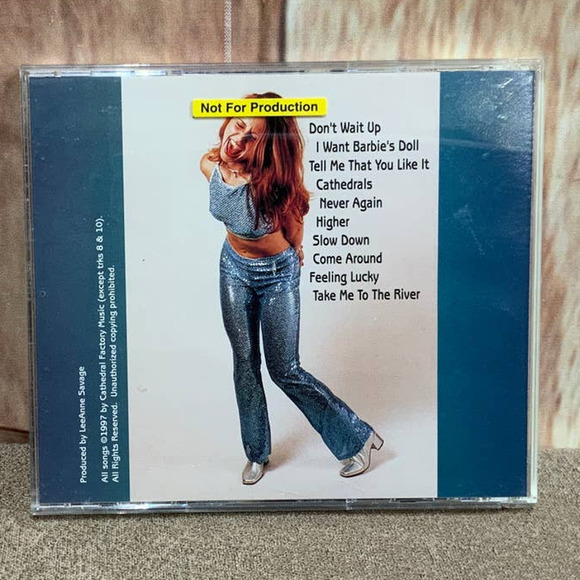 Not For Production
Don't Wait Up
I Want Barbie's Doll
Tell Me That You Like It
Cathedrals
Never Again
Higher
Slow Down
Come Around
Feeling Lucky
Take Me To The River
Produced by LeeAnne Savage
All songs ©1997 by Cathedral Factory Music (except trks 8 & 10).
All Rights Reserved. Unauthorized copying prohibited.